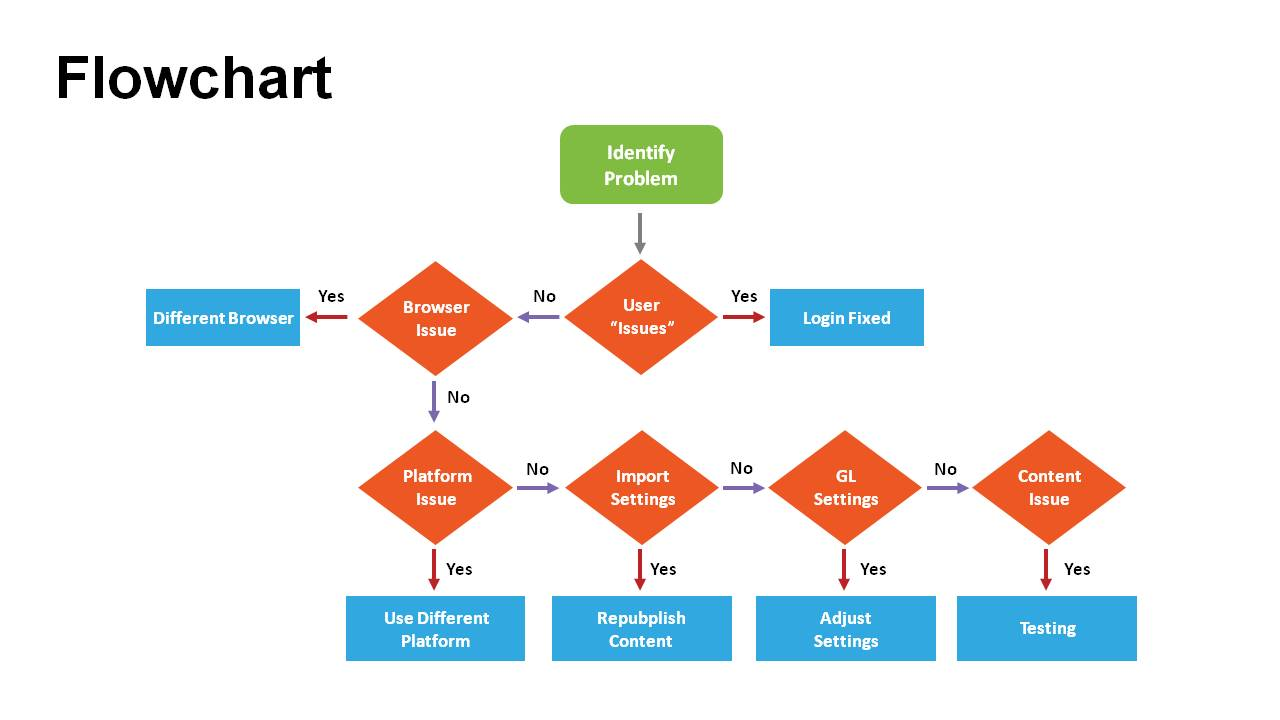 Flowchart
Identify
Problem
Yes
No
Yes
Different Browser
Browser
Issue
User
“Issues”
Login Fixed
No
Platform
Issue
No
Import
Settings
No
GL
Settings
No
Content
Issue
Yes
Yes
Yes
Yes
Use Different
Platform
Repubplish
Content
Adjust
Settings
Testing